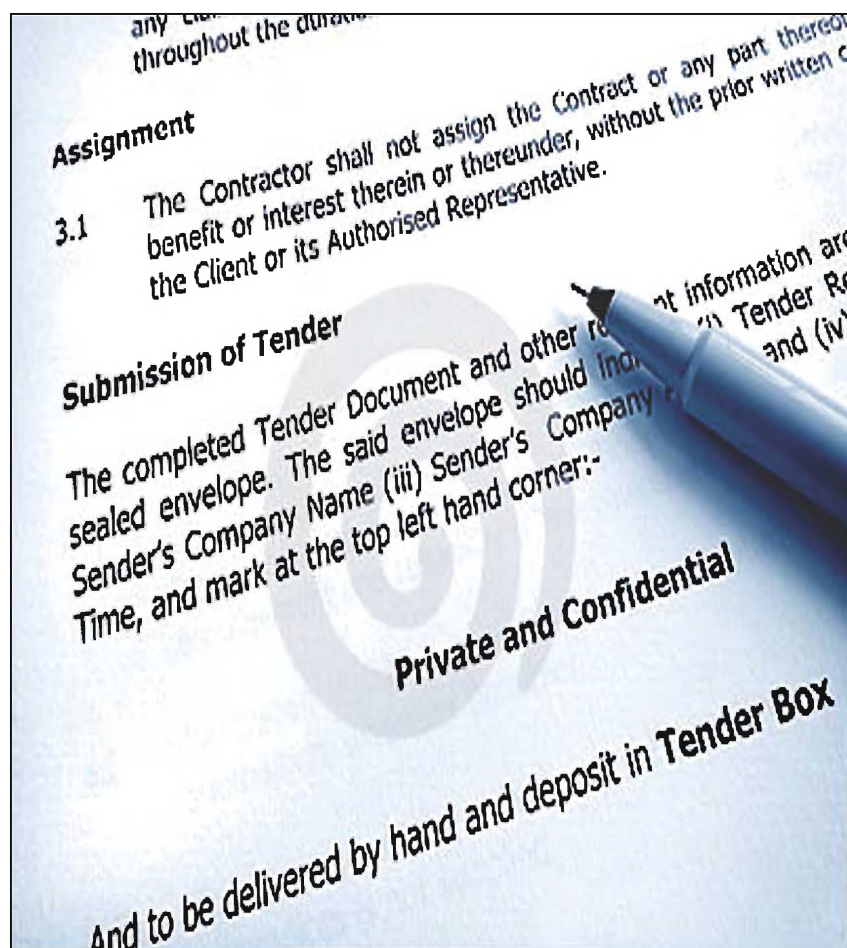 any
throughout the
Assignment
3.1 The Contractor shall not assign the Contract or any part
benefit or interest therein or thereunder, without the prior written
the Client or its Authorised Representative.
Submission of Tender
The completed Tender Document and other information are
sealed envelope. The said envelope should Tender
Sender's Company Name (iii) Sender's Company and (iv)
Time, and mark at the top left hand corner:-
Private and Confidential
And to be delivered by hand and deposit in Tender Box